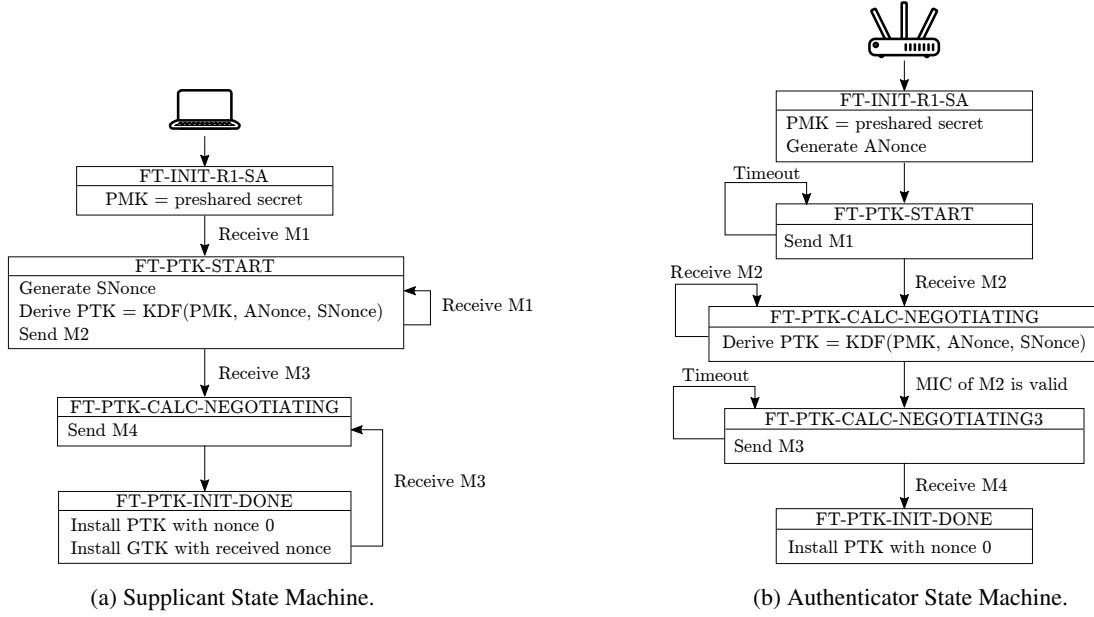 FT-INIT-R1-SA
PMK = preshared secret
Receive M1
FT-PTK-START
Generate SNonce
Derive PTK = KDF(PMK, ANonce, SNonce)
Send M2
Receive M1
Receive M3
FT-PTK-CALC-NEGOTIATING
Send M4
Receive M3
FT-PTK-INIT-DONE
Install PTK with nonce 0
Install GTK with received nonce
(a) Supplicant State Machine.
FT-INIT-R1-SA
PMK = preshared secret
Generate ANonce
Timeout
FT-PTK-START
Send M1
Receive M2
Receive M2
FT-PTK-CALC-NEGOTIATING
Derive PTK = KDF(PMK, ANonce, SNonce)
Timeout
MIC of M2 is valid
FT-PTK-CALC-NEGOTIATING3
Send M3
Receive M4
FT-PTK-INIT-DONE
Install PTK with nonce 0
(b) Authenticator State Machine.